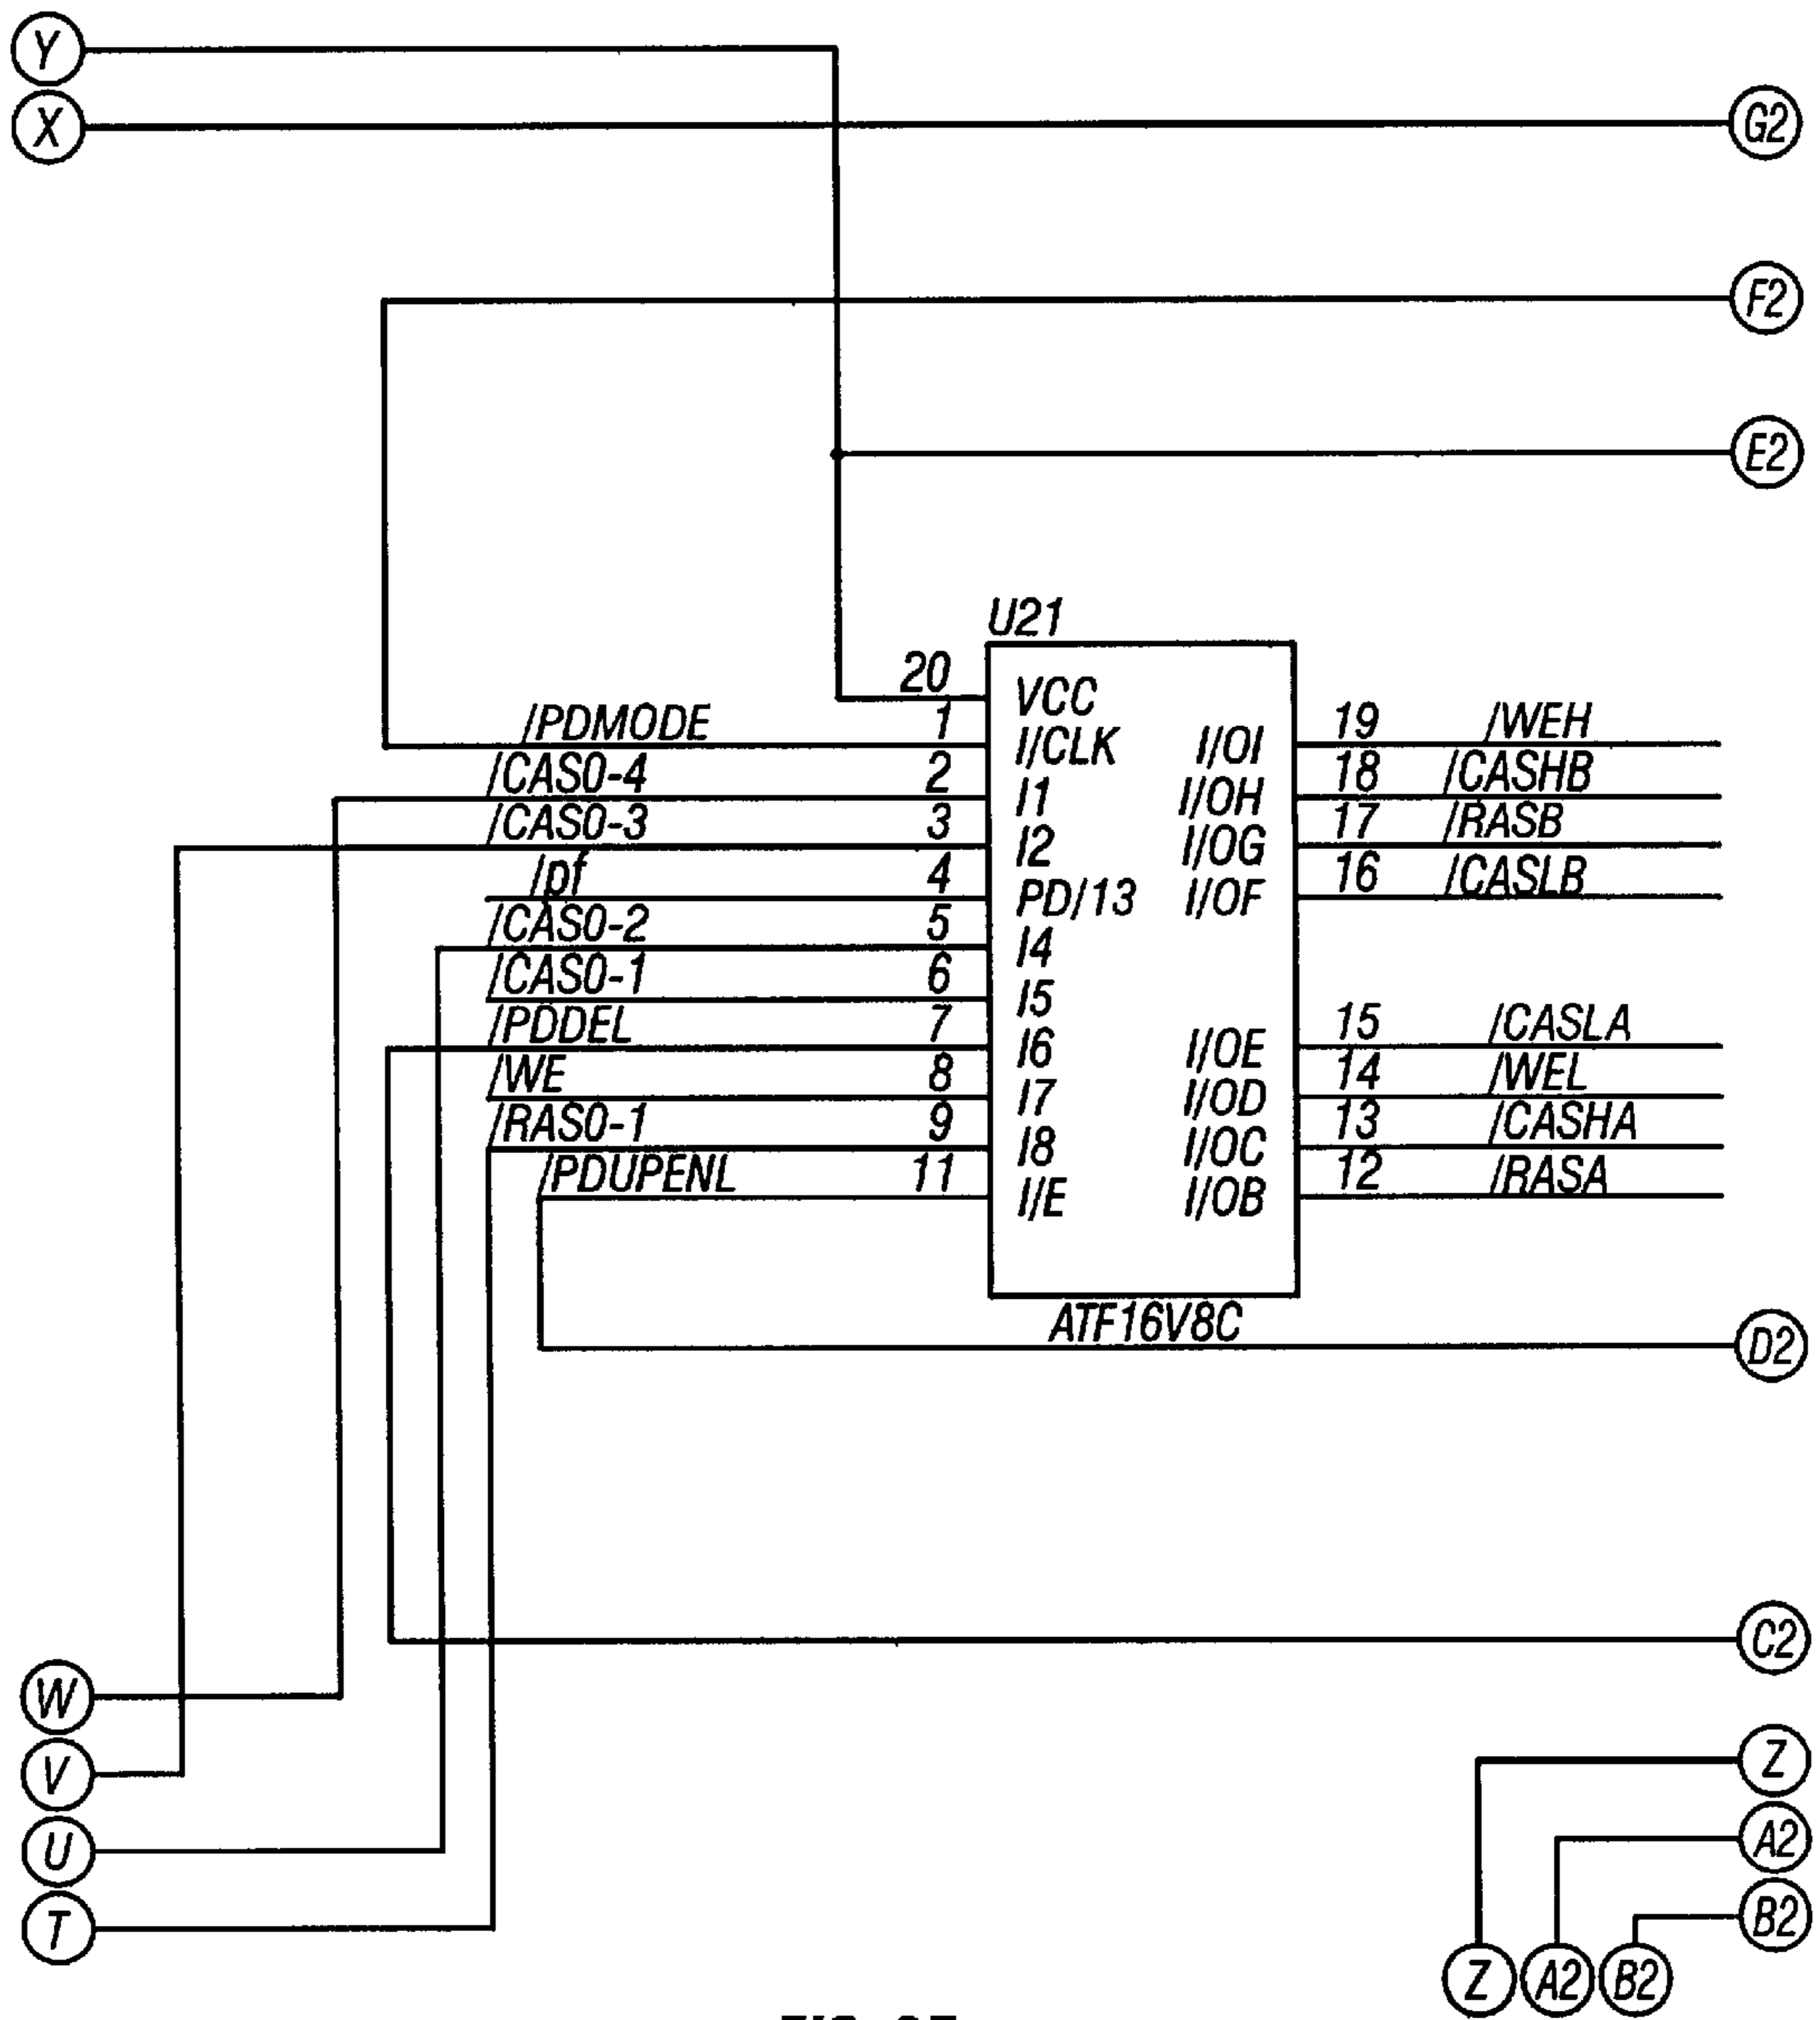 Y
X
G2
F2
E2
U21
20 VCC
/PDMODE 1 I/CLK I/OI 19 /WEH
/CAS0-4 2 I1 I/OH 18 /CASHB
/CAS0-3 3 I2 I/OG 17 /RASB
/pf 4 PD/13 I/OF 16 /CASLB
/CAS0-2 5 I4
/CAS0-1 6 I5
/PDDEL 7 I6 I/OE 15 /CASLA
/WE 8 I7 I/OD 14 /WEL
/RAS0-1 9 I8 I/OC 13 /CASHA
/PDUPENL 11 I/E I/OB 12 /RASA
ATF16V8C
D2
C2
W
V
U
T
Z
A2
B2
Z A2 B2